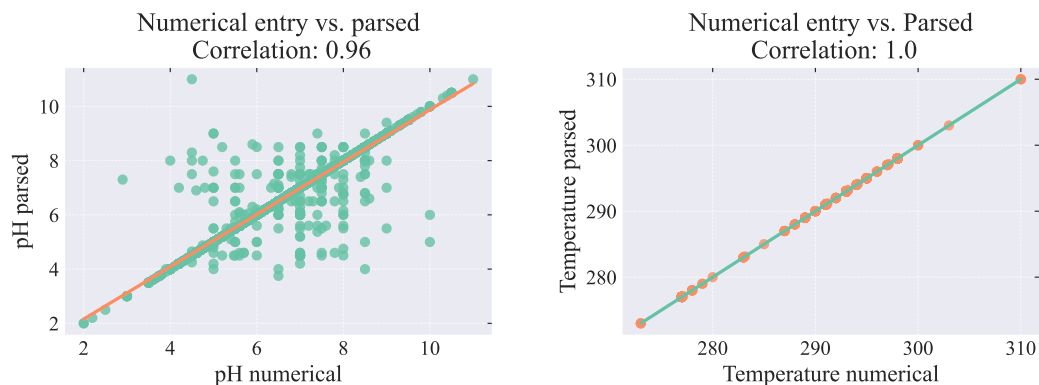 Numerical entry vs. parsed
Correlation: 0.96
10
8
6
4
2
pH parsed
2 4 6 8 10
pH numerical
Numerical entry vs. Parsed
Correlation: 1.0
310
300
290
280
Temperature parsed
280 290 300 310
Temperature numerical